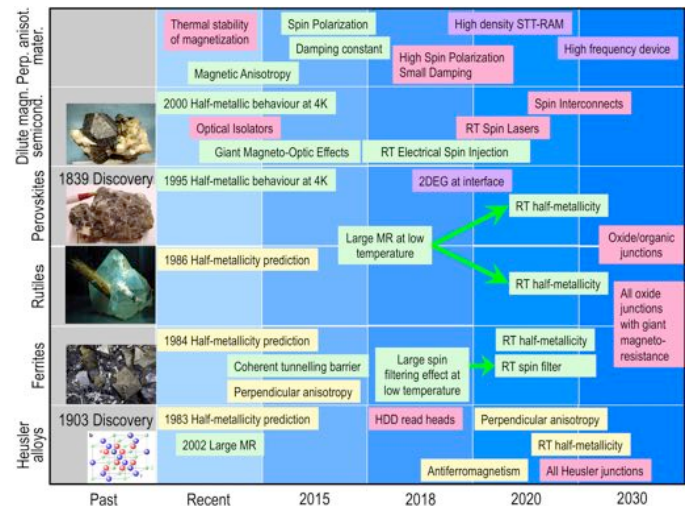 Perp. anisot.
mater.
Thermal stability
of magnetization
Spin Polarization
High density STT-RAM
Damping constant
High Spin Polarization
Small Damping
High frequency device
Magnetic Anisotropy
Dilute magn.
semicond.
2000 Half-metallic behaviour at 4K
Spin Interconnects
Optical Isolators
RT Spin Lasers
Giant Magneto-Optic Effects
RT Electrical Spin Injection
Perovskites
1839 Discovery
1995 Half-metallic behaviour at 4K
2DEG at interface
RT half-metallicity
Large MR at low
temperature
Oxide/organic
junctions
Rutiles
1986 Half-metallicity prediction
RT half-metallicity
All oxide
junctions
with giant
magneto-
resistance
Ferrites
1984 Half-metallicity prediction
RT half-metallicity
Coherent tunnelling barrier
Large spin
filtering effect at
low temperature
RT spin filter
Perpendicular anisotropy
Heusler
alloys
1903 Discovery
1983 Half-metallicity prediction
HDD read heads
Perpendicular anisotropy
2002 Large MR
RT half-metallicity
Antiferromagnetism
All Heusler junctions
Past
Recent
2015
2018
2020
2030